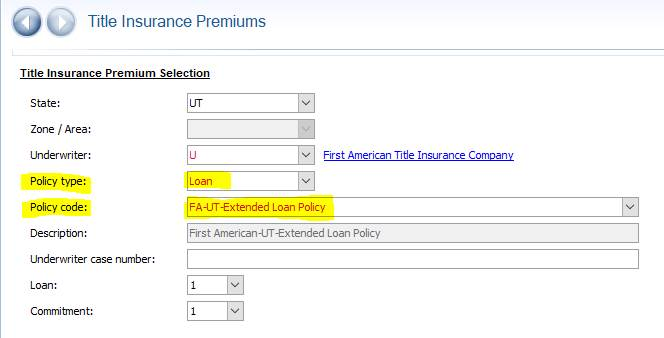 Title Insurance Premiums
Title Insurance Premium Selection
State: UT
Zone / Area:
Underwriter: U First American Title Insurance Company
Policy type: Loan
Policy code: FA-UT-Extended Loan Policy
Description: First American-UT-Extended Loan Policy
Underwriter case number:
Loan: 1
Commitment: 1